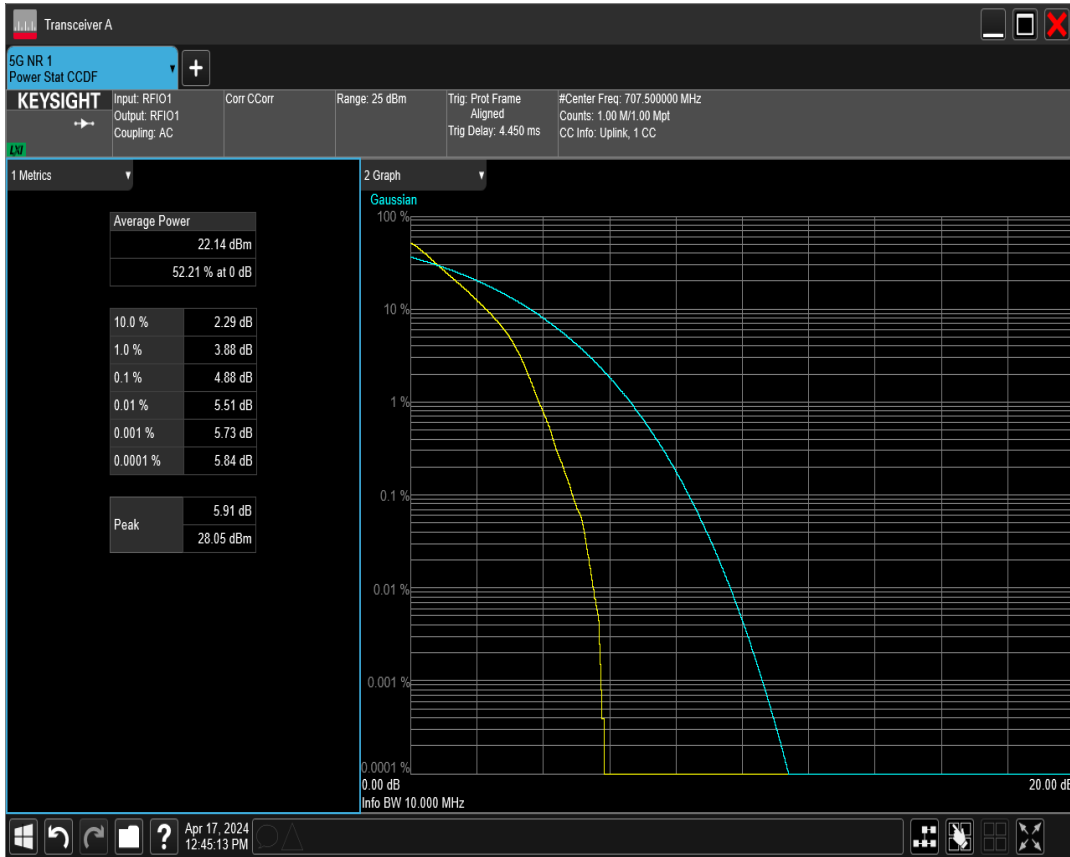 Transceiver A
5G NR 1
Power Stat CCDF
KEYSIGHT
LXI
Input: RFIO1
Output: RFIO1
Coupling: AC
Corr CCorr
Range: 25 dBm
Trig: Prot Frame
Aligned
Trig Delay: 4.450 ms
#Center Freq: 707.500000 MHz
Counts: 1.00 M/1.00 Mpt
CC Info: Uplink, 1 CC
1 Metrics
Average Power
22.14 dBm
52.21 % at 0 dB
10.0 % 2.29 dB
1.0 % 3.88 dB
0.1 % 4.88 dB
0.01 % 5.51 dB
0.001 % 5.73 dB
0.0001 % 5.84 dB
Peak 5.91 dB
28.05 dBm
2 Graph
Gaussian
100 %
10 %
1 %
0.1 %
0.01 %
0.001 %
0.0001 %
0.00 dB 20.00 dB
Info BW 10.000 MHz
? Apr 17, 2024
12:45:13 PM